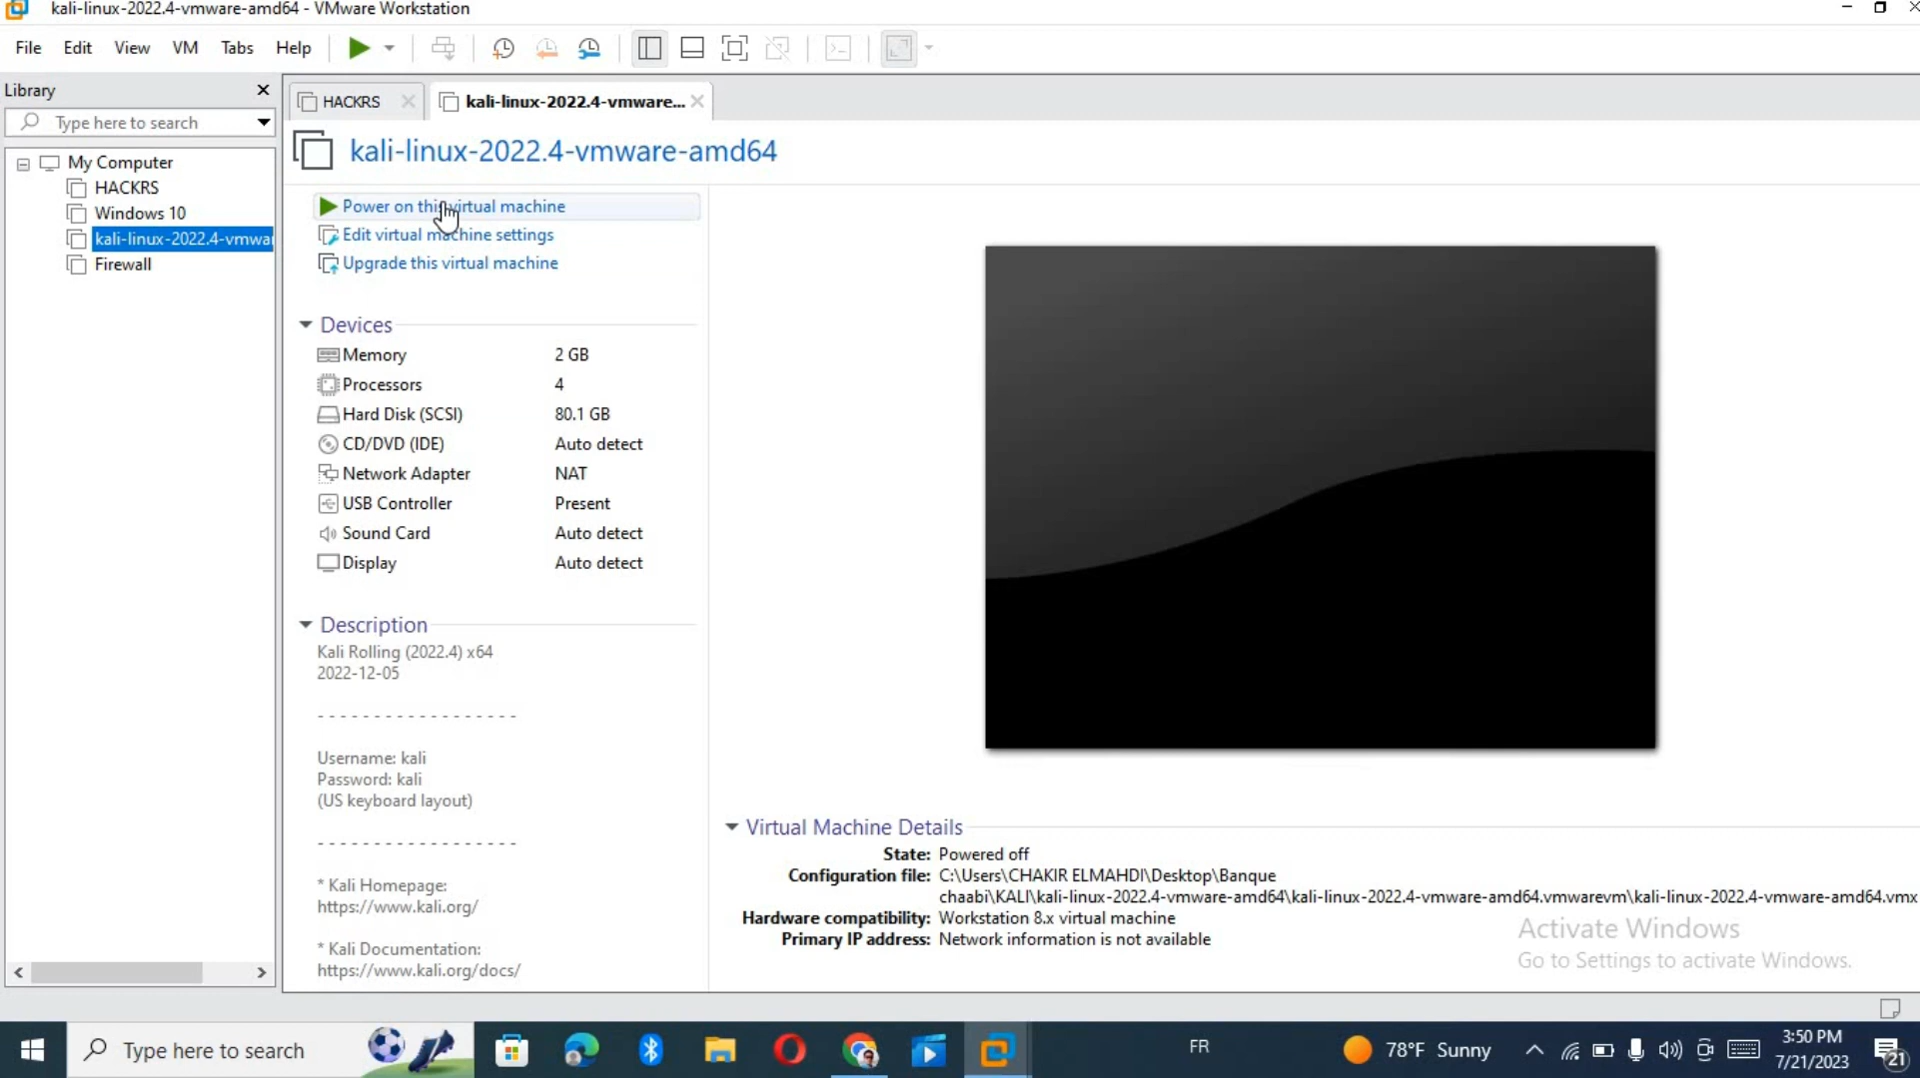 kali-linux-2022.4-vmware-amd64 - VMware Workstation
File Edit View VM Tabs Help
Library
Type here to search
My Computer
HACKRS
Windows 10
kali-linux-2022.4-vmwa
Firewall
HACKRS
kali-linux-2022.4-vmware...
kali-linux-2022.4-vmware-amd64
Power on this virtual machine
Edit virtual machine settings
Upgrade this virtual machine
Devices
Memory 2 GB
Processors 4
Hard Disk (SCSI) 80.1 GB
CD/DVD (IDE) Auto detect
Network Adapter NAT
USB Controller Present
Sound Card Auto detect
Display Auto detect
Description
Kali Rolling (2022.4) x64
2022-12-05
- - - - - - - - - - - - - - - - - -
Username: kali
Password: kali
(US keyboard layout)
- - - - - - - - - - - - - - - - - -
* Kali Homepage:
https://www.kali.org/
* Kali Documentation:
https://www.kali.org/docs/
Virtual Machine Details
State: Powered off
Configuration file: C:\Users\CHAKIR ELMAHDI\Desktop\Banque
chaabi\KALI\kali-linux-2022.4-vmware-amd64\kali-linux-2022.4-vmware-amd64.vmwarevm\kali-linux-2022.4-vmware-amd64.vmx
Hardware compatibility: Workstation 8.x virtual machine
Primary IP address: Network information is not available
Activate Windows
Go to Settings to activate Windows.
Type here to search
FR
78°F Sunny
3:50 PM
7/21/2023
21